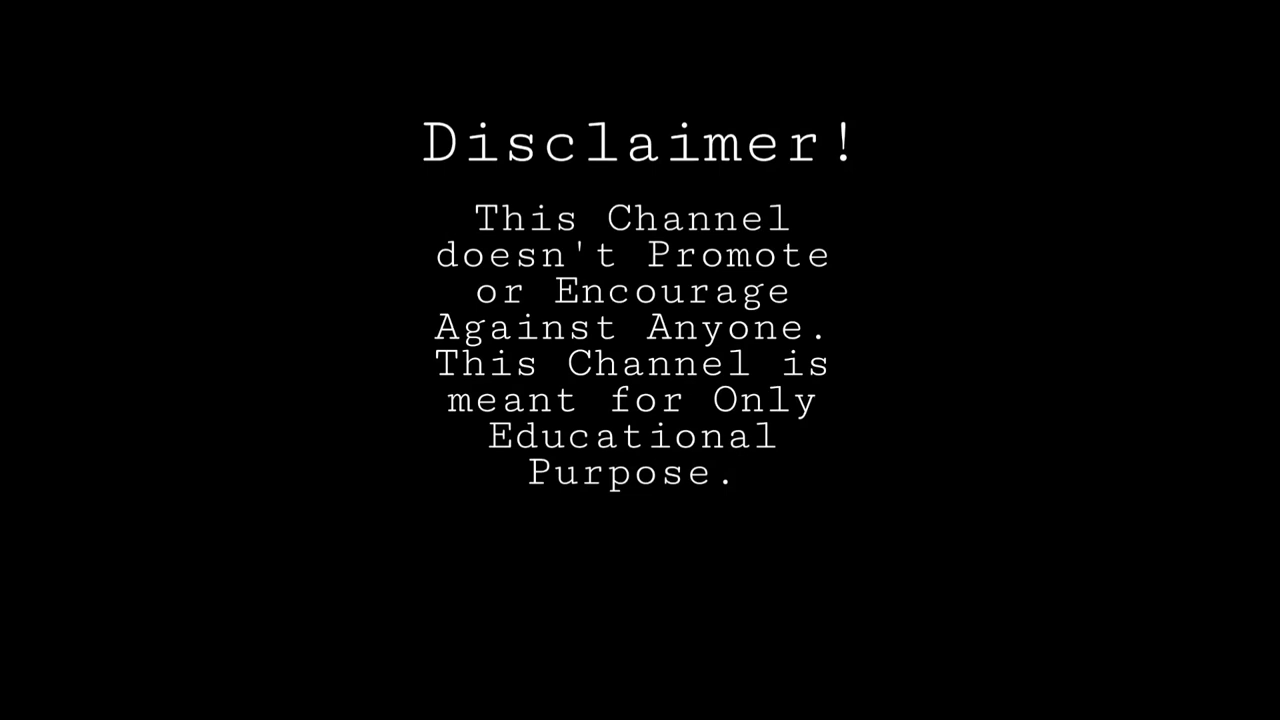 Disclaimer!
This Channel
doesn't Promote
or Encourage
Against Anyone.
This Channel is
meant for Only
Educational
Purpose.